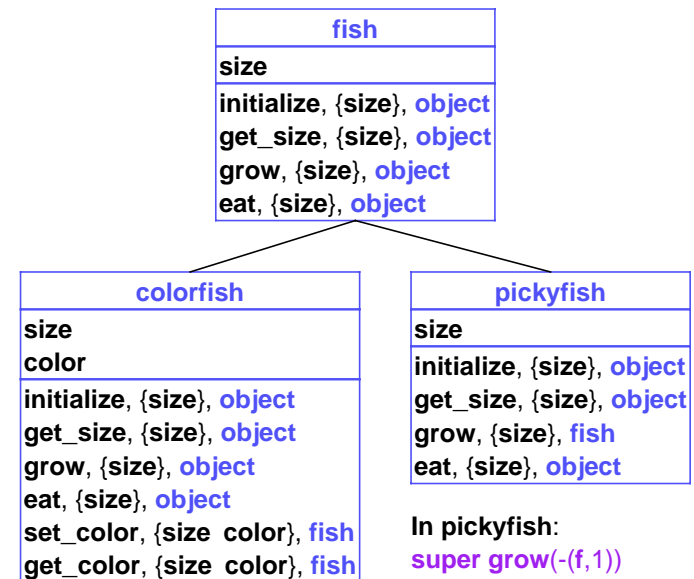 fish
size
initialize, {size}, object
get_size, {size}, object
grow, {size}, object
eat, {size}, object
colorfish
size
color
initialize, {size}, object
get_size, {size}, object
grow, {size}, object
eat, {size}, object
set_color, {size color}, fish
get_color, {size color}, fish
pickyfish
size
initialize, {size}, object
get_size, {size}, object
grow, {size}, fish
eat, {size}, object
In pickyfish:
super grow(-(f,1))